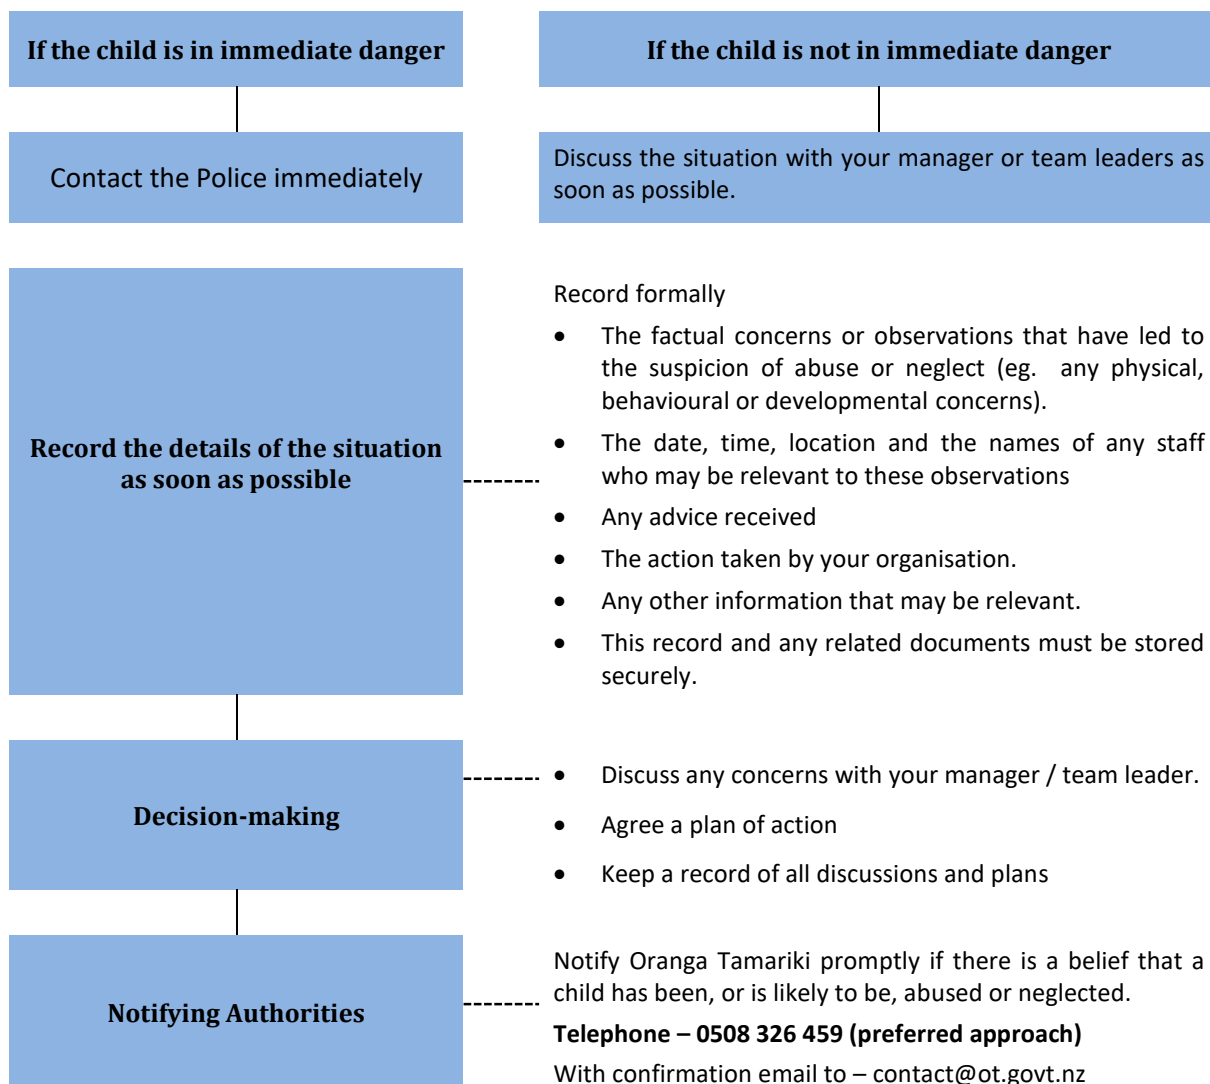 If the child is in immediate danger
If the child is not in immediate danger
Contact the Police immediately
Discuss the situation with your manager or team leaders as
soon as possible.
Record the details of the situation
as soon as possible
Record formally
• The factual concerns or observations that have led to
the suspicion of abuse or neglect (eg. any physical,
behavioural or developmental concerns).
• The date, time, location and the names of any staff
who may be relevant to these observations
• Any advice received
• The action taken by your organisation.
• Any other information that may be relevant.
• This record and any related documents must be stored
securely.
Decision-making
• Discuss any concerns with your manager / team leader.
• Agree a plan of action
• Keep a record of all discussions and plans
Notifying Authorities
Notify Oranga Tamariki promptly if there is a belief that a
child has been, or is likely to be, abused or neglected.
Telephone – 0508 326 459 (preferred approach)
With confirmation email to – contact@ot.govt.nz